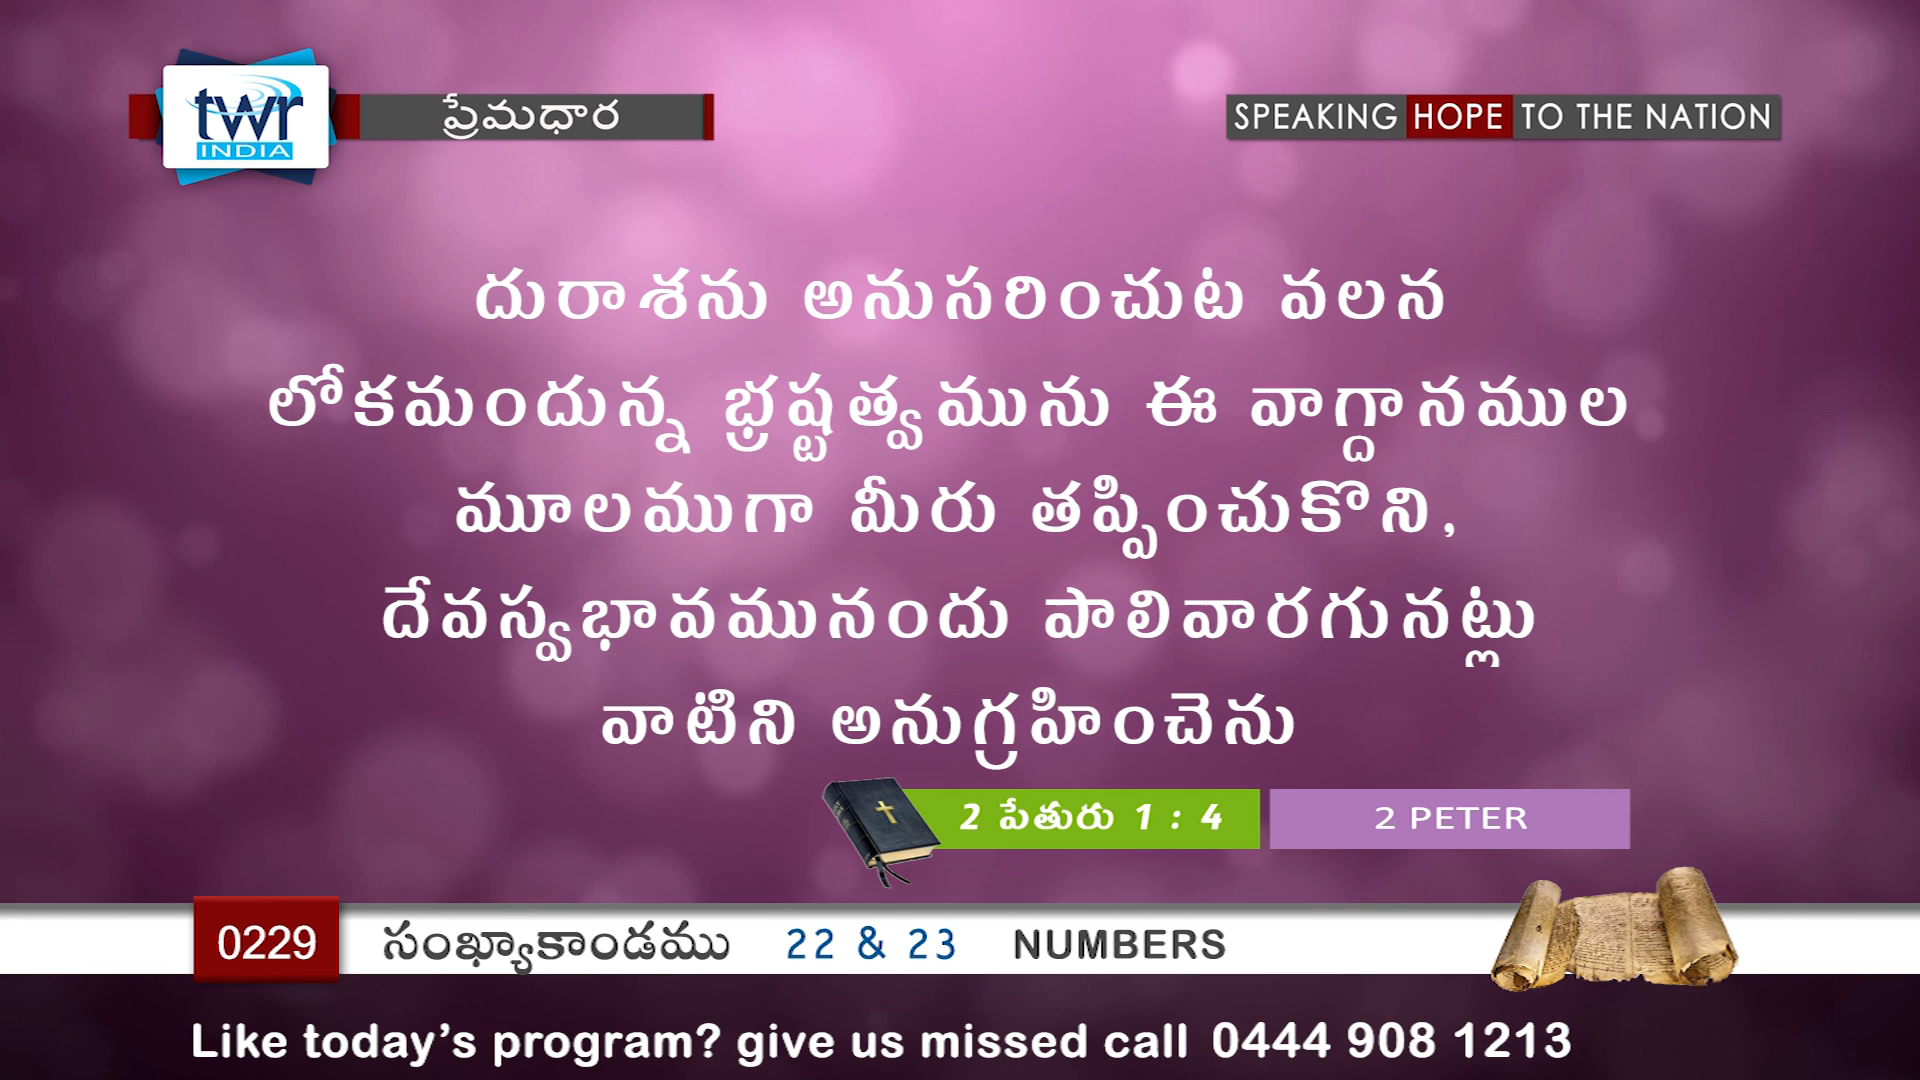 twr
INDIA
ప్రేమధార
SPEAKING HOPE TO THE NATION
దురాశను అనుసరించుట వలన
లోకమందున్న భ్రష్టత్వమును ఈ వాగ్దానముల
మూలముగా మీరు తప్పించుకొని,
దేవస్వభావమునందు పాలివారగునట్లు
వాటిని అనుగ్రహించెను
2 పేతురు 1 : 4
2 PETER
0229 సంఖ్యాకాండము 22 & 23 NUMBERS
Like today’s program? give us missed call 0444 908 1213